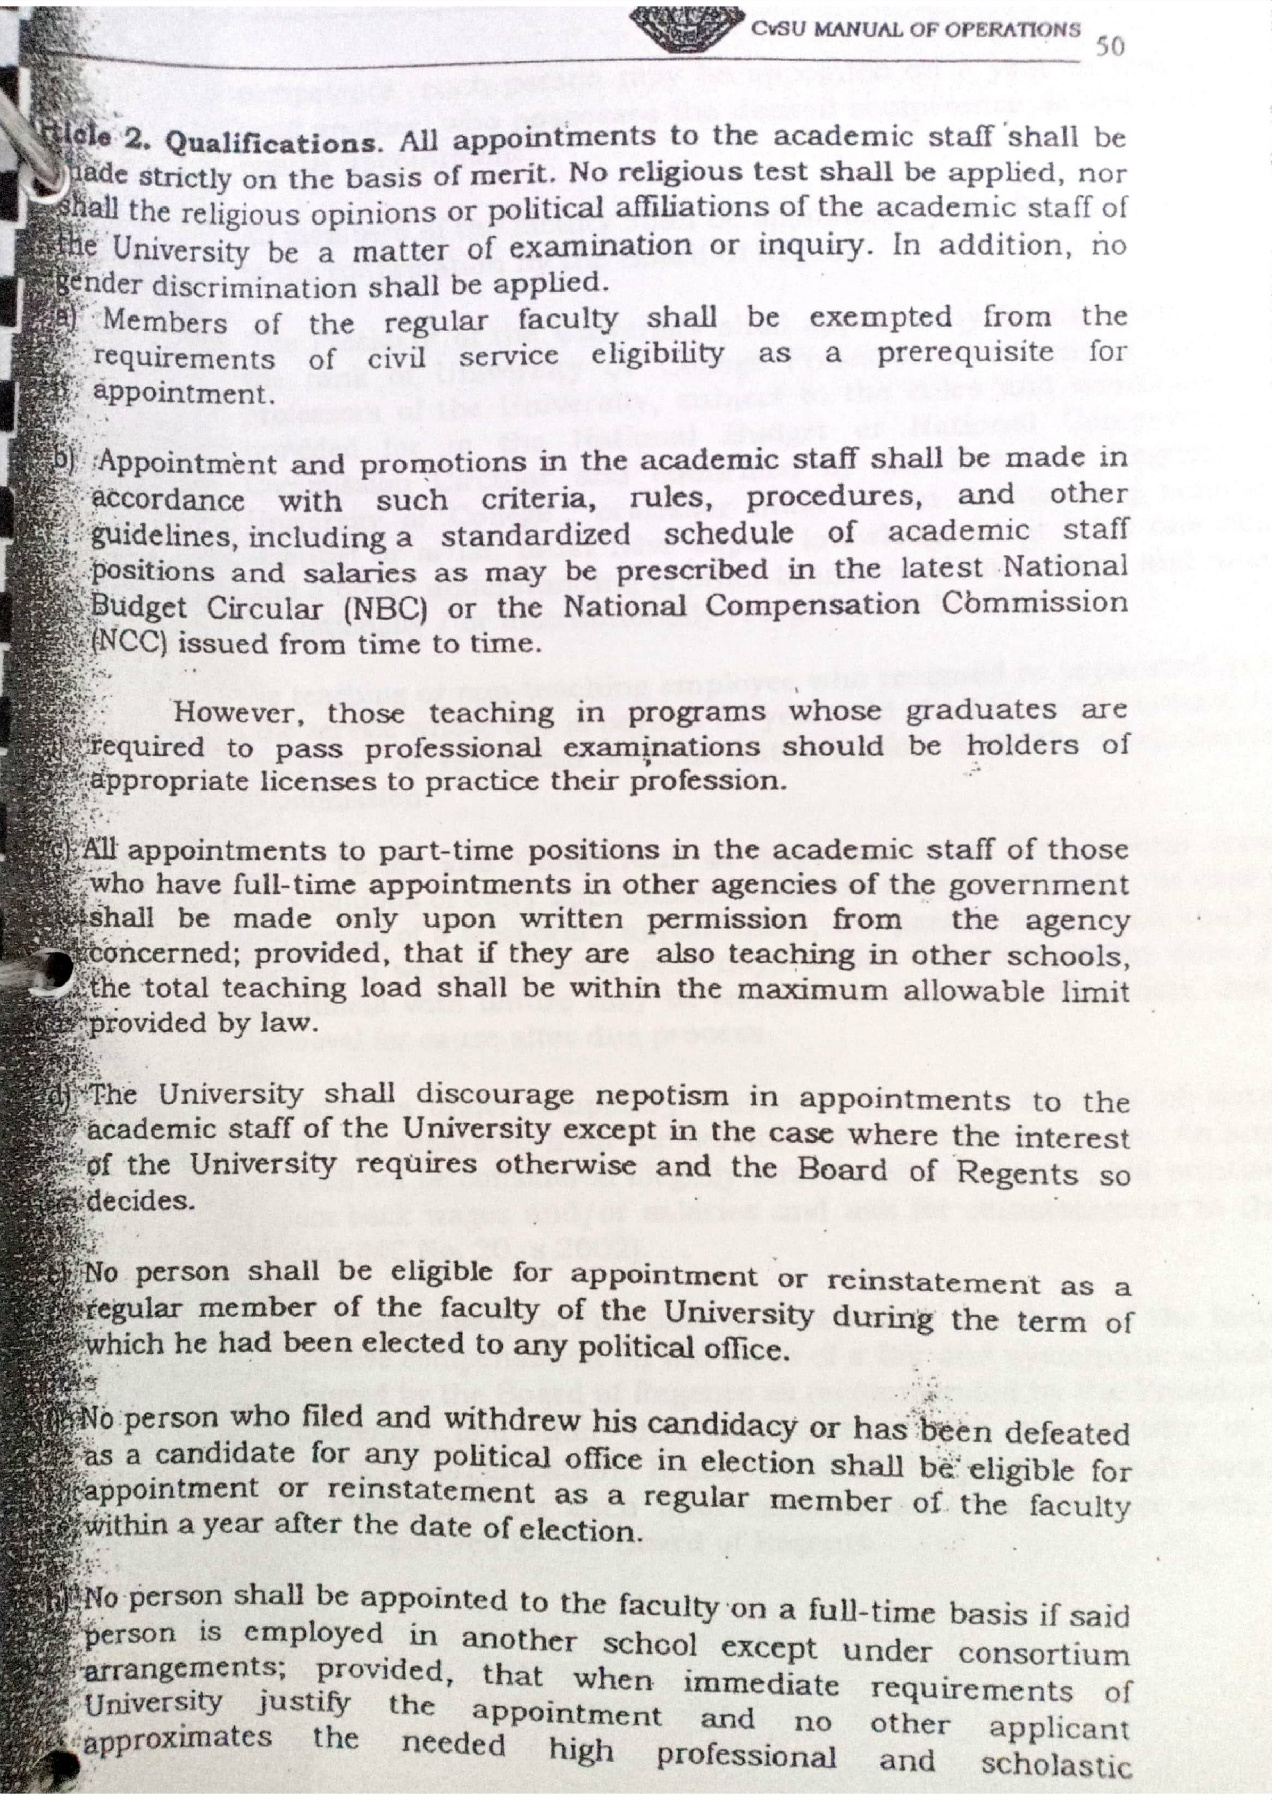 CvSU MANUAL OF OPERATIONS
50
ticle 2. Qualifications. All appointments to the academic staff shall be
made strictly on the basis of merit. No religious test shall be applied, nor
shall the religious opinions or political affiliations of the academic staff of
the University be a matter of examination or inquiry. In addition, no
gender discrimination shall be applied.
a) Members of the regular faculty shall be exempted from the
requirements of civil service eligibility as a prerequisite for
appointment.
b) Appointment and promotions in the academic staff shall be made in
accordance with such criteria, rules, procedures, and other
guidelines, including a standardized schedule of academic staff
positions and salaries as may be prescribed in the latest National
Budget Circular (NBC) or the National Compensation Commission
(NCC) issued from time to time.
However, those teaching in programs whose graduates are
required to pass professional examinations should be holders of
appropriate licenses to practice their profession.
c) All appointments to part-time positions in the academic staff of those
who have full-time appointments in other agencies of the government
shall be made only upon written permission from the agency
concerned; provided, that if they are also teaching in other schools,
the total teaching load shall be within the maximum allowable limit
provided by law.
d) The University shall discourage nepotism in appointments to the
academic staff of the University except in the case where the interest
of the University requires otherwise and the Board of Regents so
decides.
No person shall be eligible for appointment or reinstatement as a
regular member of the faculty of the University during the term of
which he had been elected to any political office.
No person who filed and withdrew his candidacy or has been defeated
as a candidate for any political office in election shall be eligible for
appointment or reinstatement as a regular member of the faculty
within a year after the date of election.
No person shall be appointed to the faculty on a full-time basis if said
person is employed in another school except under consortium
arrangements; provided, that when immediate requirements of
University justify the appointment and no other applicant
approximates the needed high professional and scholastic